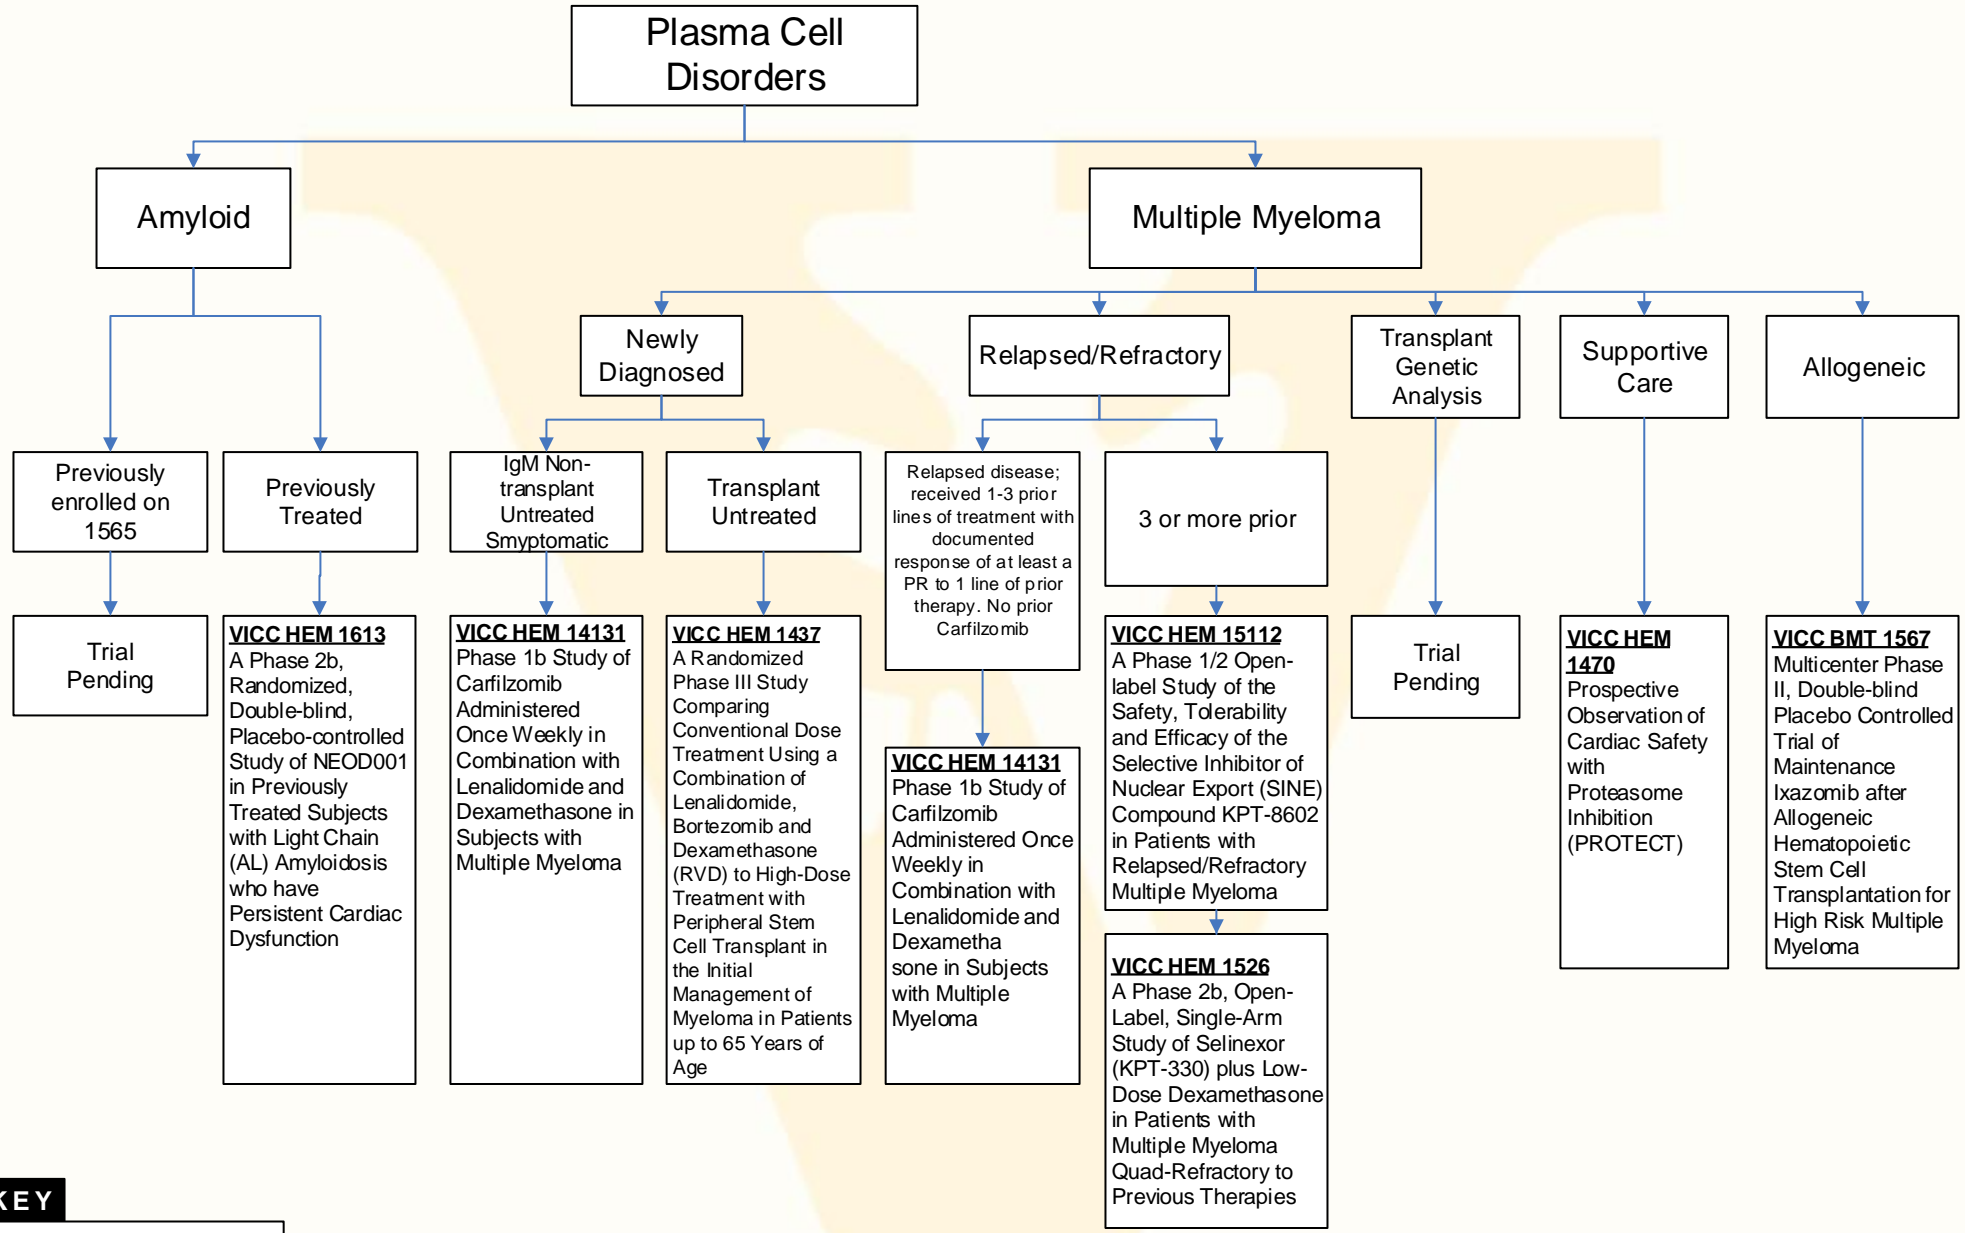 Plasma Cell
Disorders
Amyloid
Multiple Myeloma
Newly
Diagnosed
Relapsed/Refractory
Transplant
Genetic
Analysis
Supportive
Care
Allogeneic
Previously
enrolled on
1565
Previously
Treated
IgM Non-
transplant
Untreated
Smyptomatic
Transplant
Untreated
Relapsed disease;
received 1-3 prior
lines of treatment with
documented
response of at least a
PR to 1 line of prior
therapy. No prior
Carfilzomib
3 or more prior
Trial
Pending
VICC HEM 1613
A Phase 2b,
Randomized,
Double-blind,
Placebo-controlled
Study of NEOD001
in Previously
Treated Subjects
with Light Chain
(AL) Amyloidosis
who have
Persistent Cardiac
Dysfunction
VICC HEM 14131
Phase 1b Study of
Carfilzomib
Administered
Once Weekly in
Combination with
Lenalidomide and
Dexamethasone in
Subjects with
Multiple Myeloma
VICC HEM 1437
A Randomized
Phase III Study
Comparing
Conventional Dose
Treatment Using a
Combination of
Lenalidomide,
Bortezomib and
Dexamethasone
(RVD) to High-Dose
Treatment with
Peripheral Stem
Cell Transplant in
the Initial
Management of
Myeloma in Patients
up to 65 Years of
Age
VICC HEM 14131
Phase 1b Study of
Carfilzomib
Administered Once
Weekly in
Combination with
Lenalidomide and
Dexametha
sone in Subjects
with Multiple
Myeloma
VICC HEM 15112
A Phase 1/2 Open-
label Study of the
Safety, Tolerability
and Efficacy of the
Selective Inhibitor of
Nuclear Export (SINE)
Compound KPT-8602
in Patients with
Relapsed/Refractory
Multiple Myeloma
VICC HEM 1526
A Phase 2b, Open-
Label, Single-Arm
Study of Selinexor
(KPT-330) plus Low-
Dose Dexamethasone
in Patients with
Multiple Myeloma
Quad-Refractory to
Previous Therapies
Trial
Pending
VICC HEM
1470
Prospective
Observation of
Cardiac Safety
with
Proteasome
Inhibition
(PROTECT)
VICC BMT 1567
Multicenter Phase
II, Double-blind
Placebo Controlled
Trial of
Maintenance
Ixazomib after
Allogeneic
Hematopoietic
Stem Cell
Transplantation for
High Risk Multiple
Myeloma
KEY